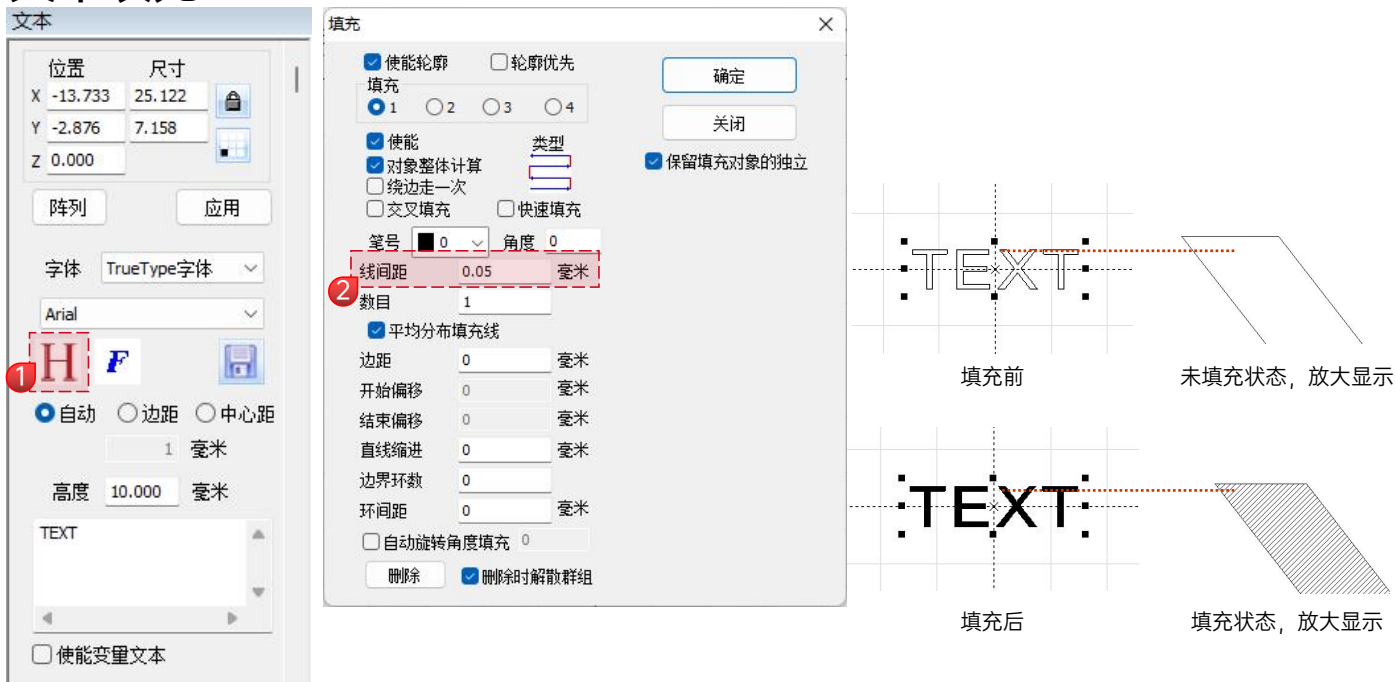 文本
位置 尺寸
X -13.733 25.122
Y -2.876 7.158
Z 0.000
阵列 应用
字体 TrueType字体
Arial
1
H F
自动 边距 中心距
1 毫米
高度 10.000 毫米
TEXT
使能变量文本
填充
使能轮廓 轮廓优先
填充
1 2 3 4
使能 类型
对象整体计算
绕边走一次
交叉填充 快速填充
笔号 0 角度 0
线间距 0.05 毫米
2
数目 1
平均分布填充线
边距 0 毫米
开始偏移 0 毫米
结束偏移 0 毫米
直线缩进 0 毫米
边界环数 0
环间距 0 毫米
自动旋转角度填充 0
删除 删除时解散群组
确定
关闭
保留填充对象的独立
TEXT
填充前 未填充状态，放大显示
TEXT
填充后 填充状态，放大显示